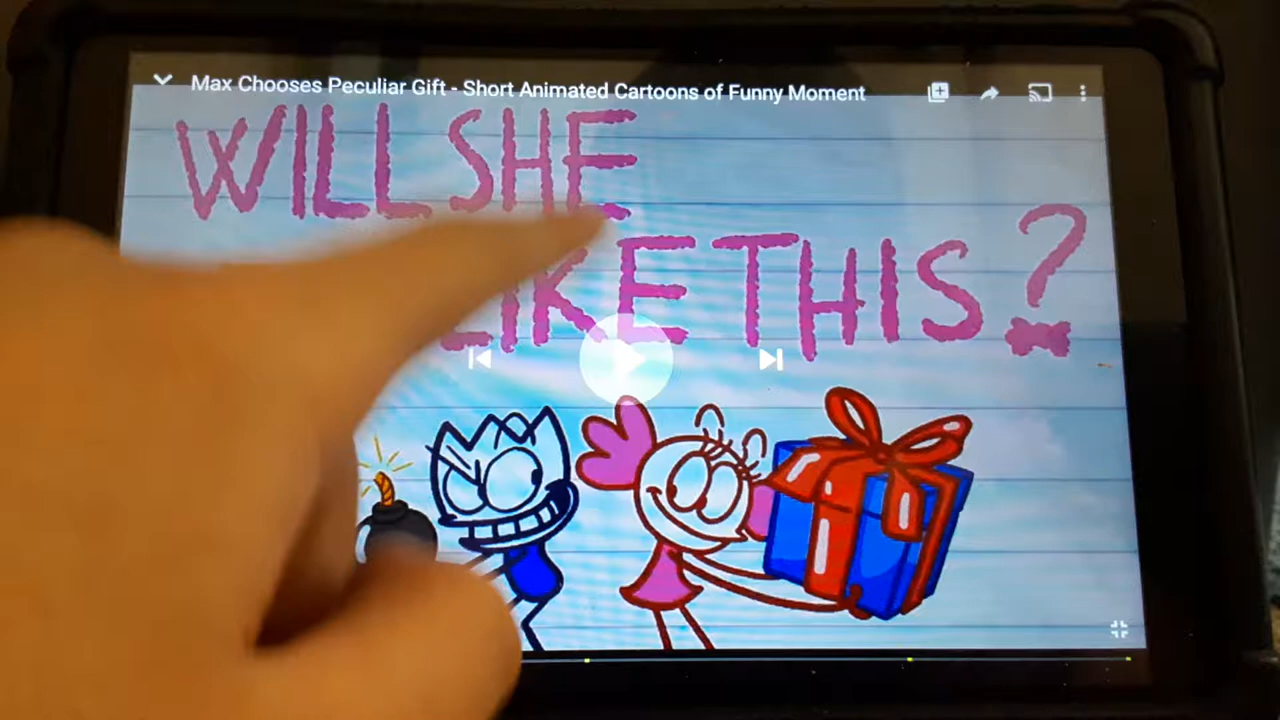 Max Chooses Peculiar Gift - Short Animated Cartoons of Funny Moment
WILL SHE
LIKE THIS?